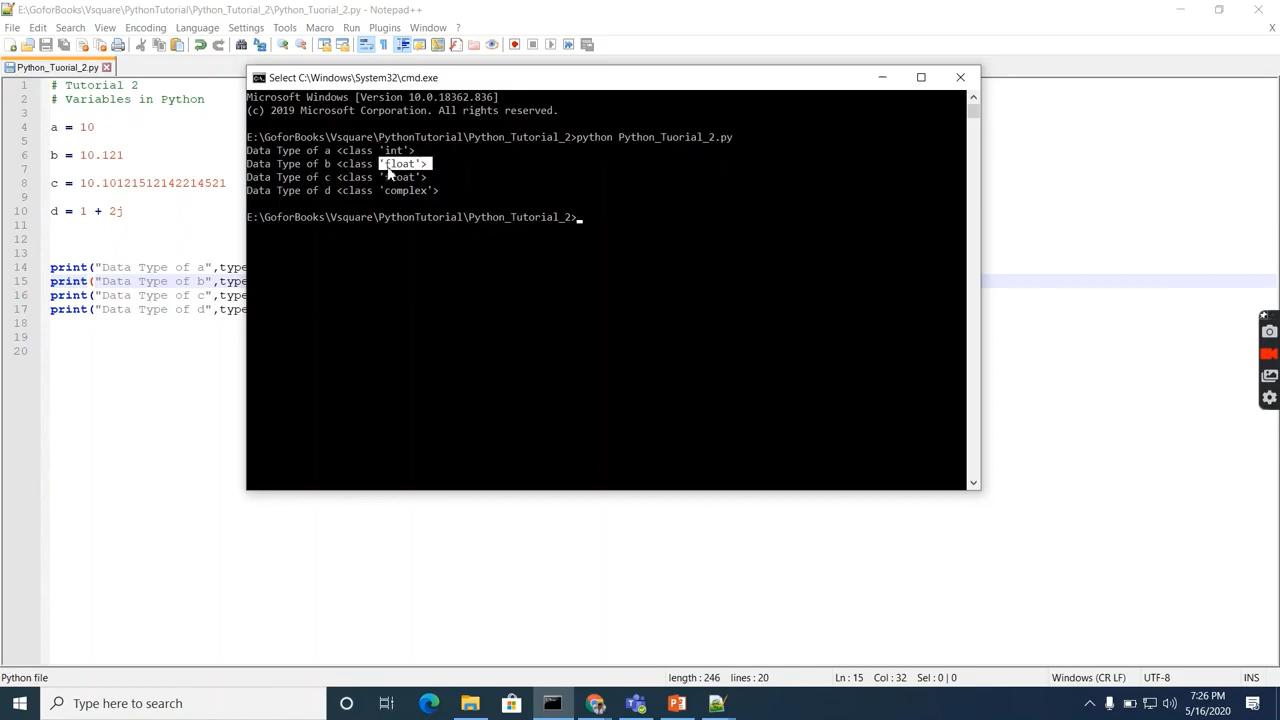 E:\GoforBooks\Vsquare\PythonTutorial\Python_Tutorial_2\Python_Tuorial_2.py - Notepad++
File Edit Search View Encoding Language Settings Tools Macro Run Plugins Window ? X
Python_Tuorial_2.py
1 # Tutorial 2
2 # Variables in Python
3
4 a = 10
5
6 b = 10.121
7
8 c = 10.10121512142214521
9
10 d = 1 + 2j
11
12
13
14 print("Data Type of a",type
15 print("Data Type of b",type
16 print("Data Type of c",type
17 print("Data Type of d",type
18
19
20
Select C:\Windows\System32\cmd.exe
Microsoft Windows [Version 10.0.18362.836]
(c) 2019 Microsoft Corporation. All rights reserved.
E:\GoforBooks\Vsquare\PythonTutorial\Python_Tutorial_2>python Python_Tuorial_2.py
Data Type of a <class 'int'>
Data Type of b <class 'float'>
Data Type of c <class 'float'>
Data Type of d <class 'complex'>
E:\GoforBooks\Vsquare\PythonTutorial\Python_Tutorial_2>
Python file length : 246 lines : 20 Ln : 15 Col : 32 Sel : 0 | 0 Windows (CR LF) UTF-8 INS
Type here to search
7:26 PM
5/16/2020